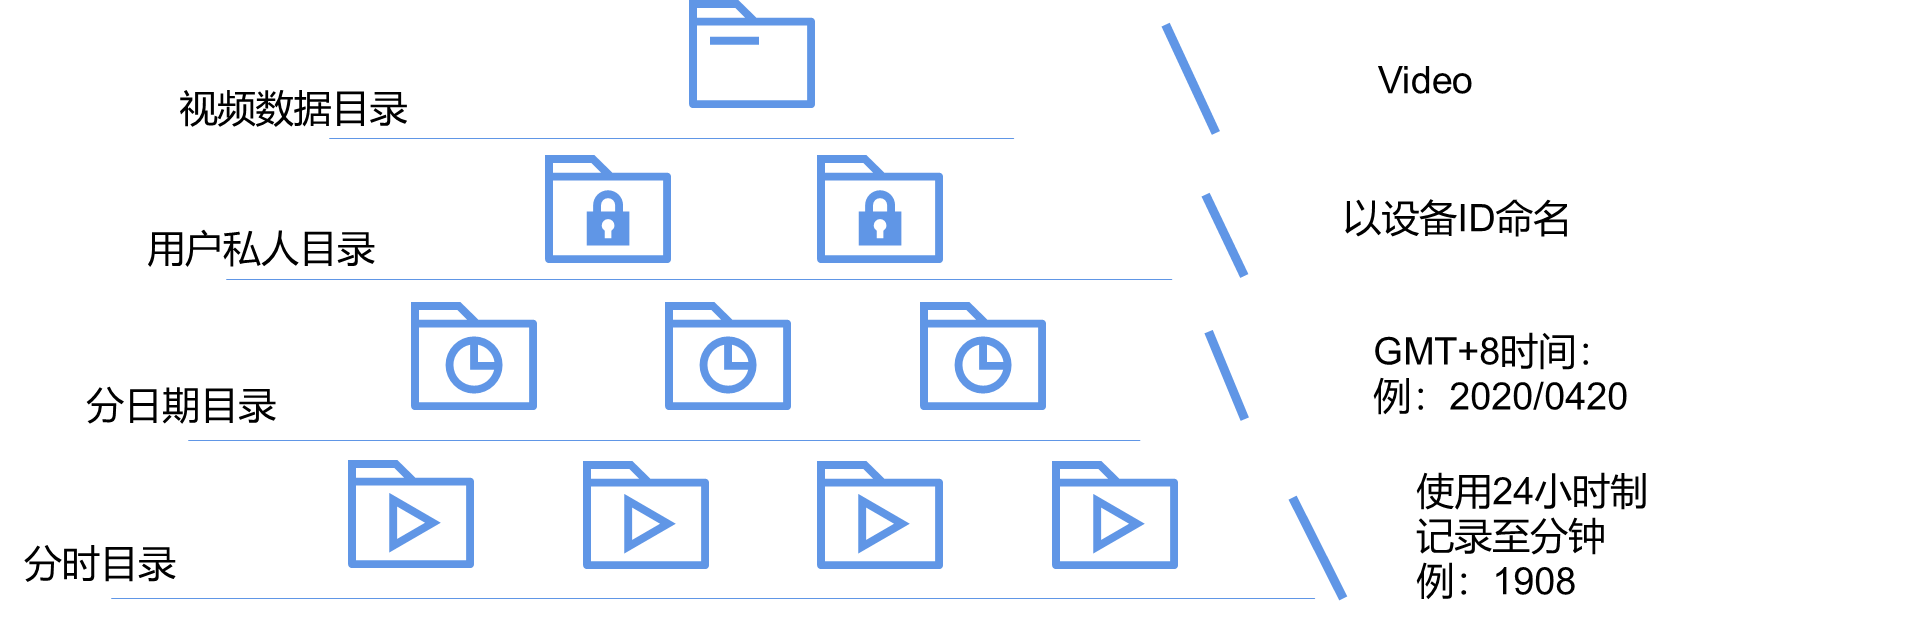 视频数据目录
Video
用户私人目录
以设备ID命名
分日期目录
GMT+8时间：
例：2020/0420
分时目录
使用24小时制
记录至分钟
例：1908